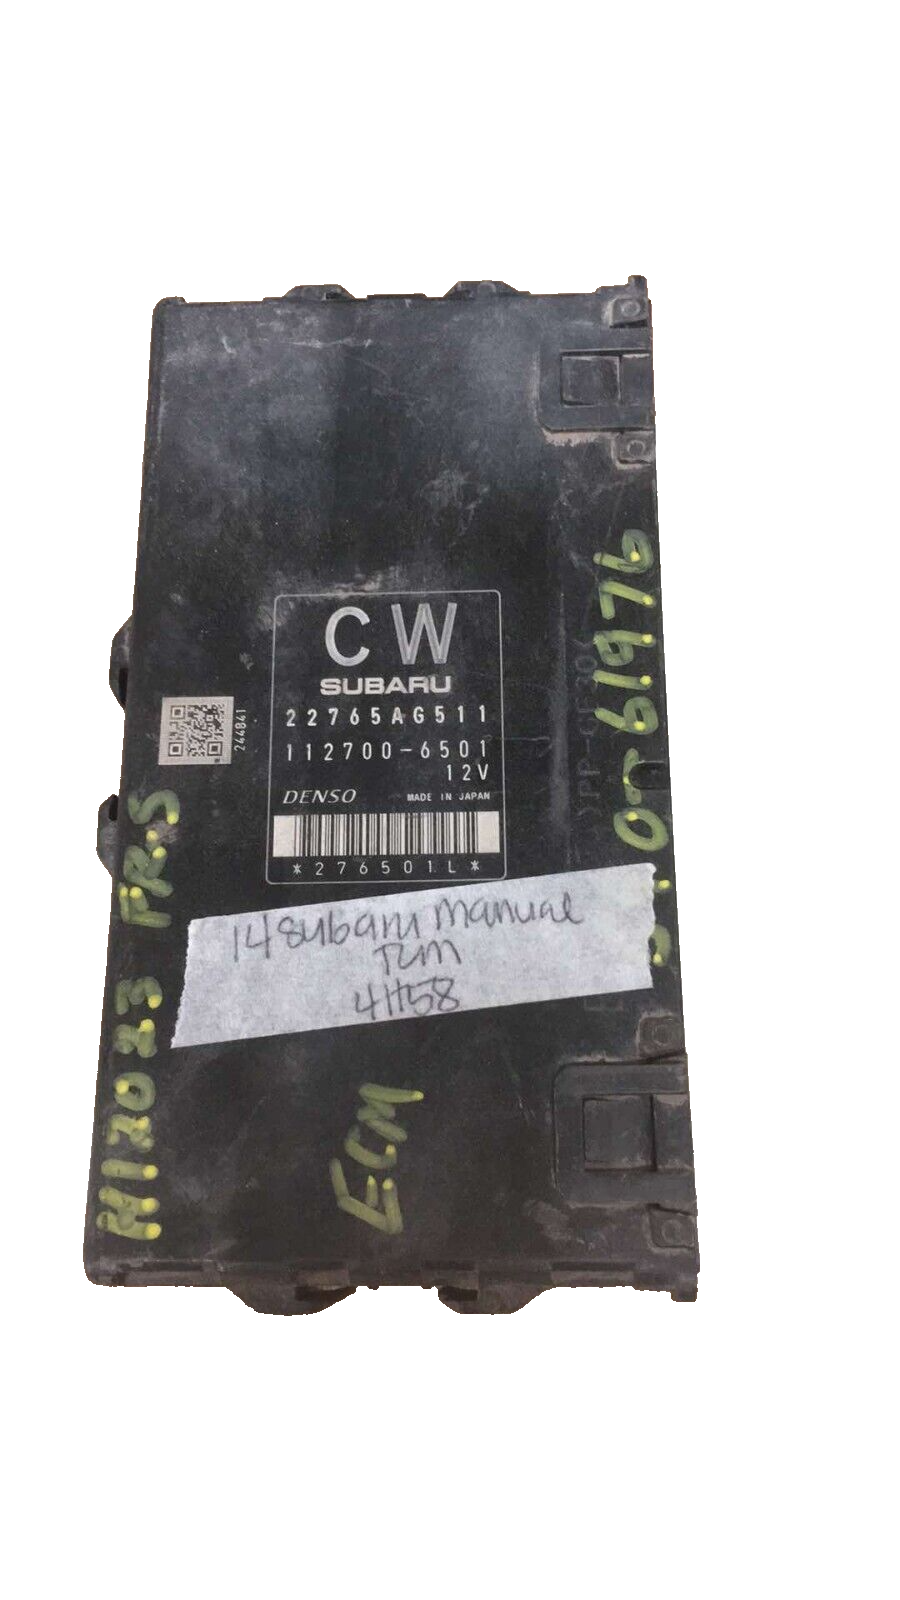 CW
SUBARU
22765AG511
112700-6501
12V
DENSO MADE IN JAPAN
*276501L*
244841
14 Subaru manual
TCM
41158
ECM
H12023 FR.S
0-61976